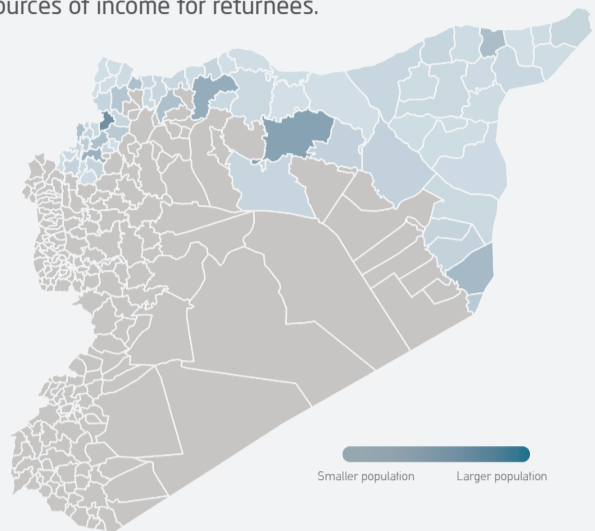 ources of income for returnees.
Smaller population Larger population